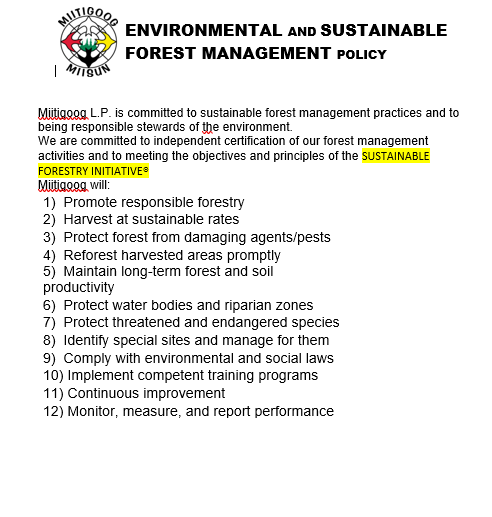 MIITIGOOG
MIISUN
ENVIRONMENTAL AND SUSTAINABLE
FOREST MANAGEMENT POLICY
Miitigoog L.P. is committed to sustainable forest management practices and to
being responsible stewards of the environment.
We are committed to independent certification of our forest management
activities and to meeting the objectives and principles of the SUSTAINABLE
FORESTRY INITIATIVE®
Miitigoog will:
1) Promote responsible forestry
2) Harvest at sustainable rates
3) Protect forest from damaging agents/pests
4) Reforest harvested areas promptly
5) Maintain long-term forest and soil
productivity
6) Protect water bodies and riparian zones
7) Protect threatened and endangered species
8) Identify special sites and manage for them
9) Comply with environmental and social laws
10) Implement competent training programs
11) Continuous improvement
12) Monitor, measure, and report performance